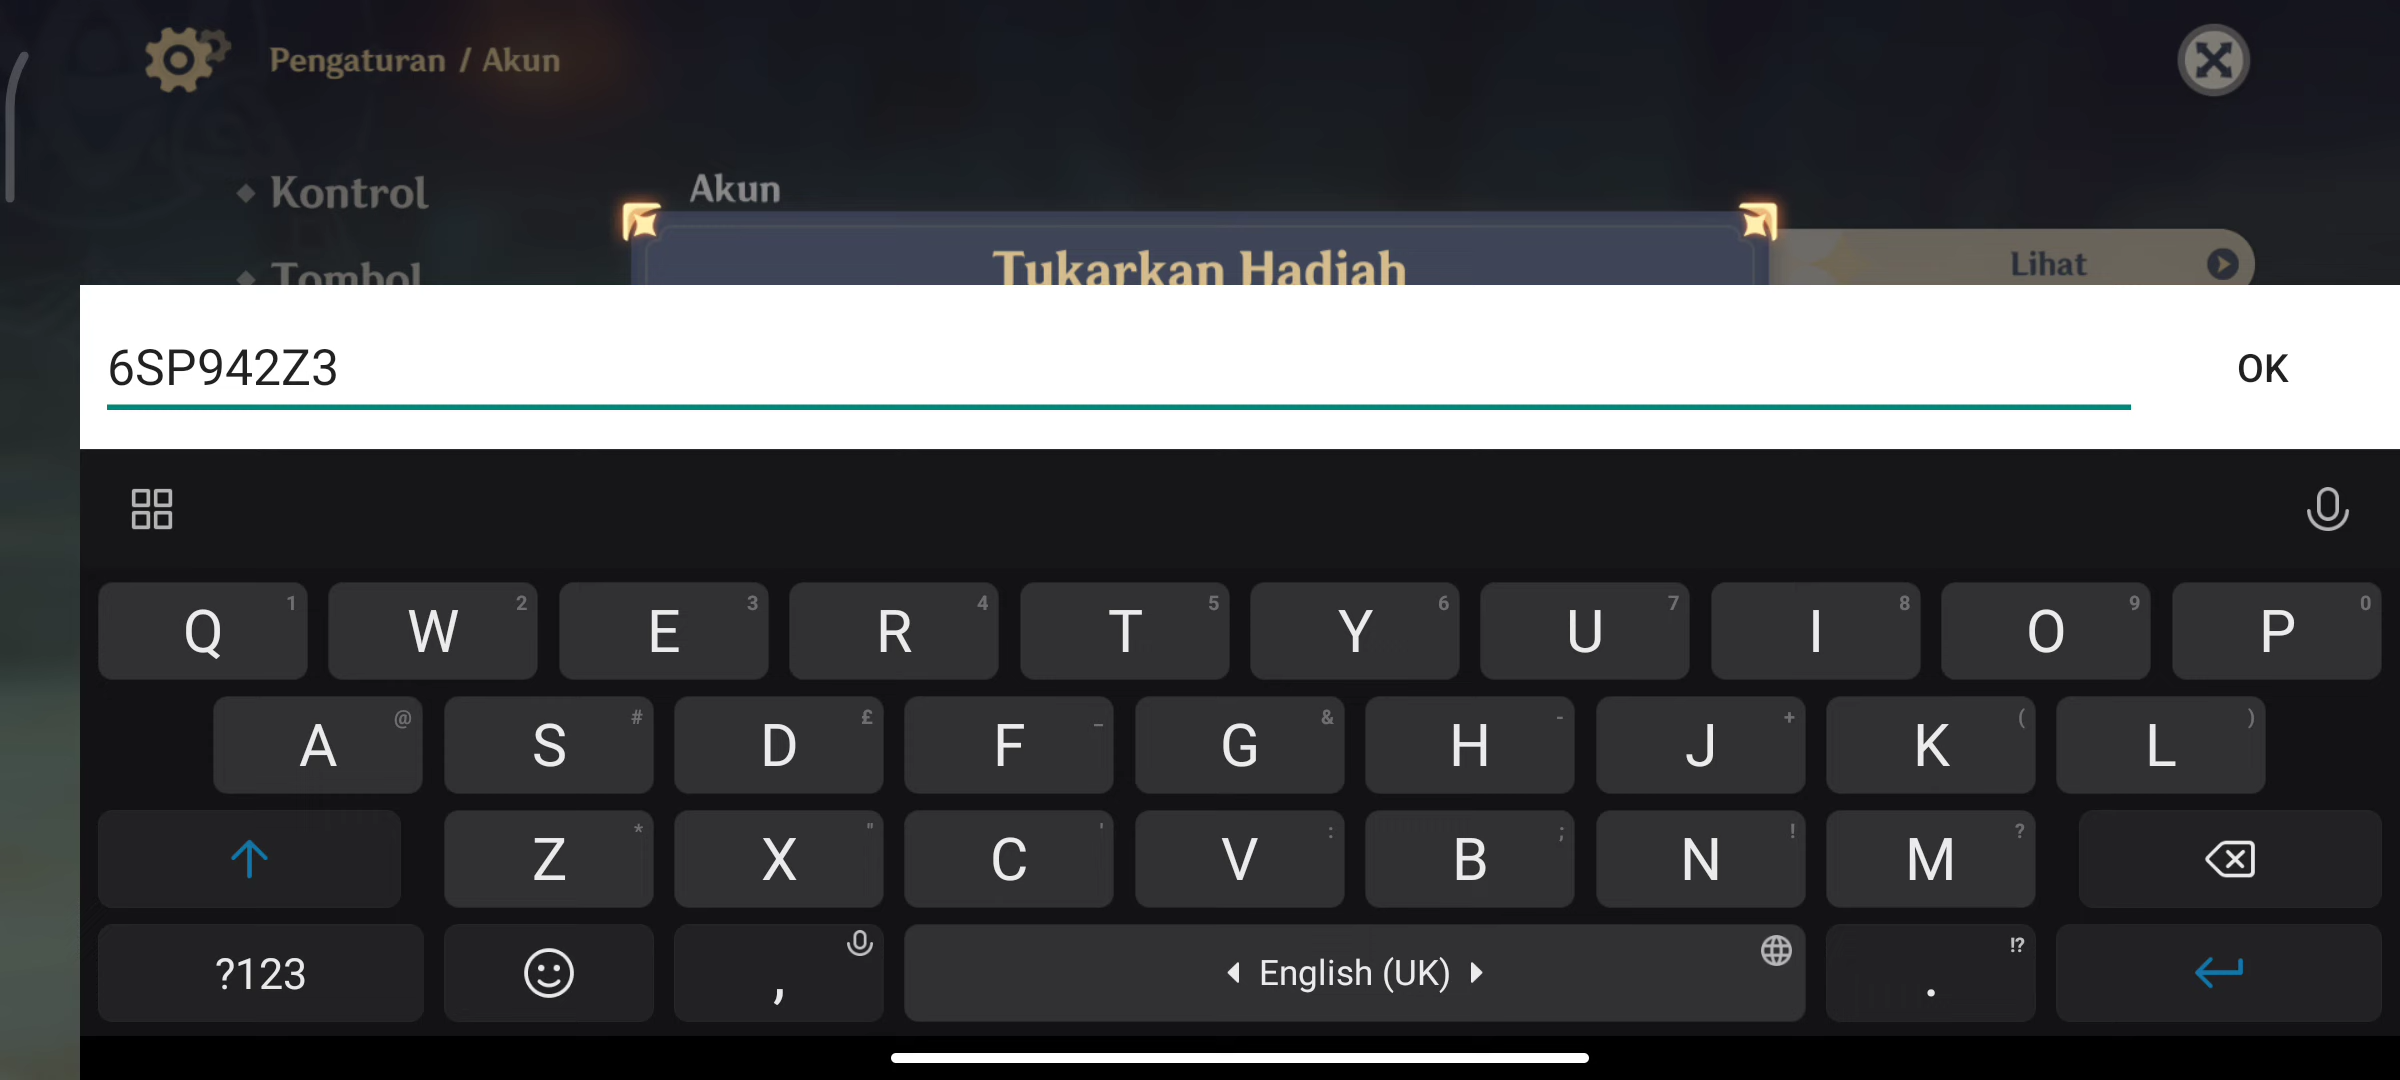 Pengaturan / Akun
Kontrol
Akun
Tombol
Tukarkan Hadiah
Lihat
6SP942Z3
OK
Q 1 W 2 E 3 R 4 T 5 Y 6 U 7 I 8 O 9 P 0
A @ S # D £ F _ G & H - J + K ( L )
Z * X " C ' V : B ; N ! M ?
?123 , English (UK) . !?